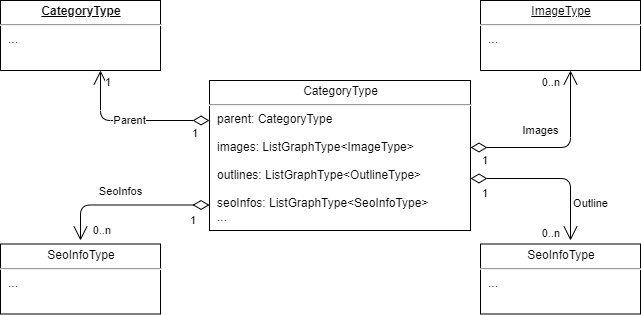 CategoryType
...
ImageType
...
1
0..n
CategoryType
Parent
1
parent: CategoryType
images: ListGraphType<ImageType>
outlines: ListGraphType<OutlineType>
seoInfos: ListGraphType<SeoInfoType>
...
Images
1
1
SeoInfos
1
Outline
0..n
0..n
SeoInfoType
...
SeoInfoType
...